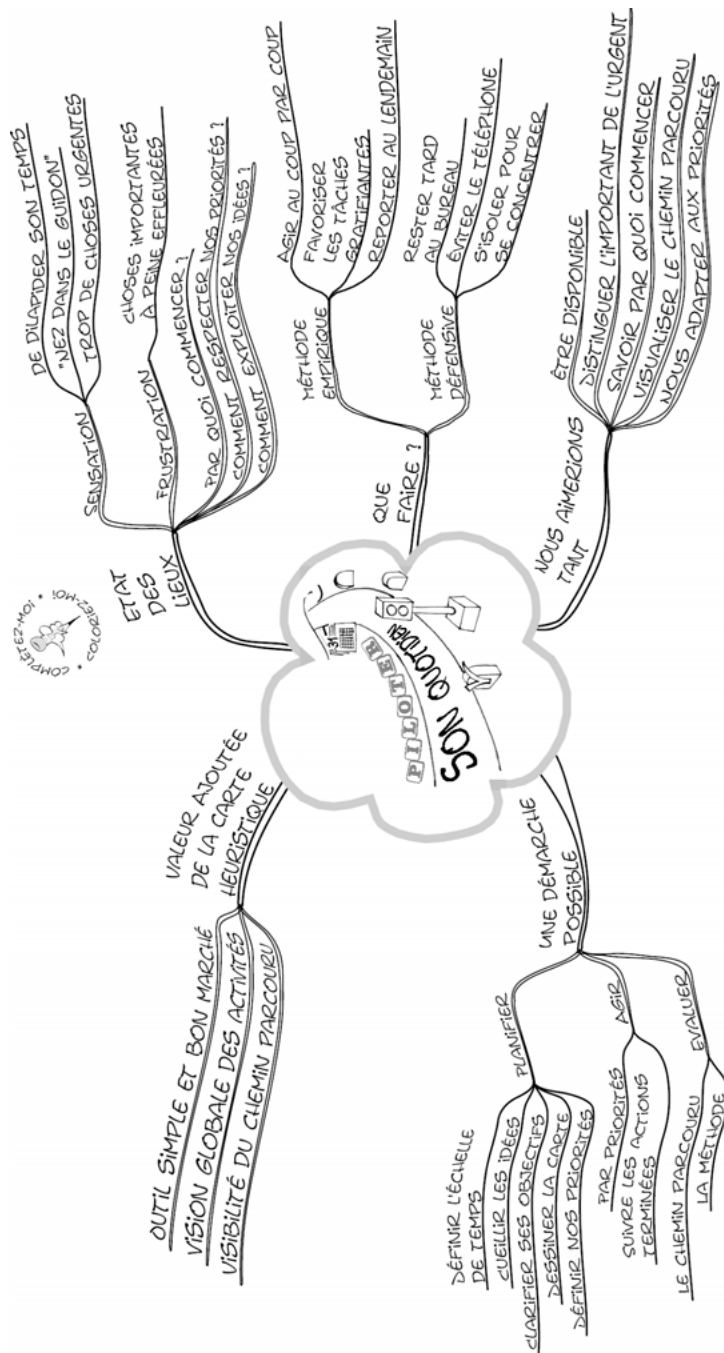 PILOTER
SON QUOTIDIEN
31
ETAT
DES
LIEUX
SENSATION
DE DILAPIDER SON TEMPS
"NEZ DANS LE GUIDON"
TROP DE CHOSES URGENTES
FRUSTRATION
CHOSES IMPORTANTES
À PEINE EFFLEURÉES
PAR QUOI COMMENCER ?
COMMENT RESPECTER NOS PRIORITÉS ?
COMMENT EXPLOITER NOS IDÉES ?
QUE
FAIRE ?
MÉTHODE
EMPIRIQUE
AGIR AU COUP PAR COUP
FAVORISER
LES TÂCHES
GRATIFIANTES
REPORTER AU LENDEMAIN
MÉTHODE
DÉFENSIVE
RESTER TARD
AU BUREAU
ÉVITER LE TÉLÉPHONE
S'ISOLER POUR
SE CONCENTRER
NOUS AIMERIONS
TANT
ÊTRE DISPONIBLE
DISTINGUER L'IMPORTANT DE L'URGENT
SAVOIR PAR QUOI COMMENCER
VISUALISER LE CHEMIN PARCOURU
NOUS ADAPTER AUX PRIORITÉS
UNE DÉMARCHE
POSSIBLE
PLANIFIER
DÉFINIR L'ÉCHELLE
DE TEMPS
CUEILLIR LES IDÉES
CLARIFIER SES OBJECTIFS
DESSINER LA CARTE
DÉFINIR NOS PRIORITÉS
AGIR
PAR PRIORITÉS
SUIVRE LES ACTIONS
TERMINÉES
EVALUER
LE CHEMIN PARCOURU
LA MÉTHODE
VALEUR AJOUTÉE
DE LA CARTE
HEURISTIQUE
OUTIL SIMPLE ET BON MARCHÉ
VISION GLOBALE DES ACTIVITÉS
VISIBILITÉ DU CHEMIN PARCOURU
COMPLÉTEZ-MOI * COLORIEZ-MOI *